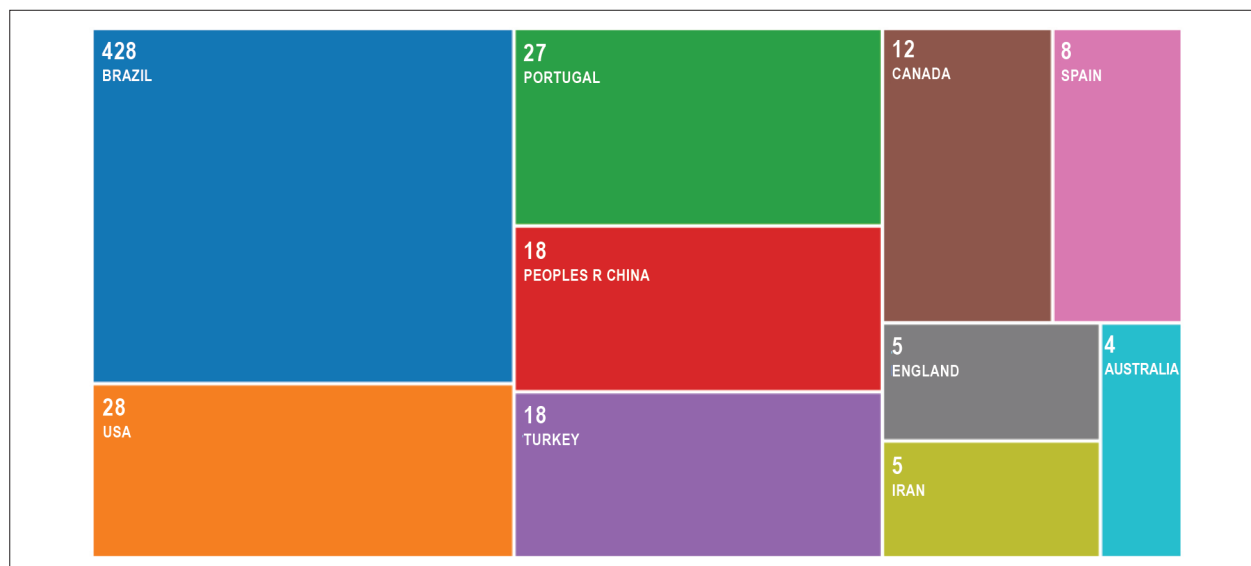 428
BRAZIL
28
USA
27
PORTUGAL
18
PEOPLES R CHINA
18
TURKEY
12
CANADA
8
SPAIN
5
ENGLAND
5
IRAN
4
AUSTRALIA